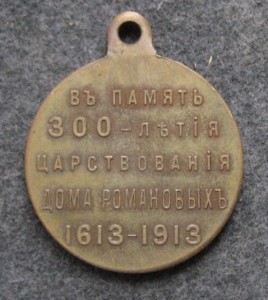 ВЪ ПАМЯТЬ
300-ЛѢТІЯ
ЦАРСТВОВАНІЯ
ДОМА РОМАНОВЫХЪ
1613-1913